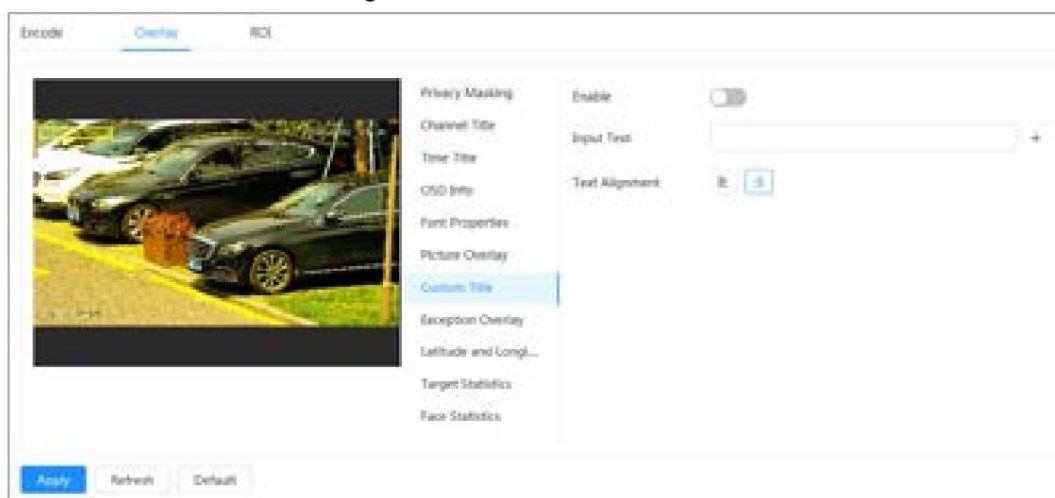 Encode Overlay ROI
Privacy Masking
Channel Title
Time Title
OSD Info
Font Properties
Picture Overlay
Custom Title
Exception Overlay
Latitude and Longi...
Target Statistics
Face Statistics
Enable
Input Text +
Text Alignment
Apply Refresh Default